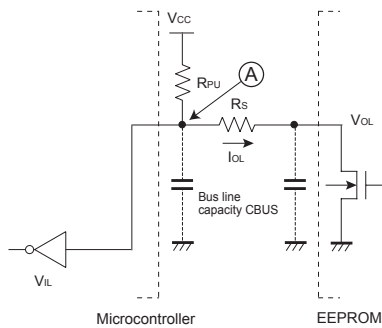 VCC
RPU
A
RS
VOL
IOL
Bus line
capacity CBUS
VIL
Microcontroller
EEPROM